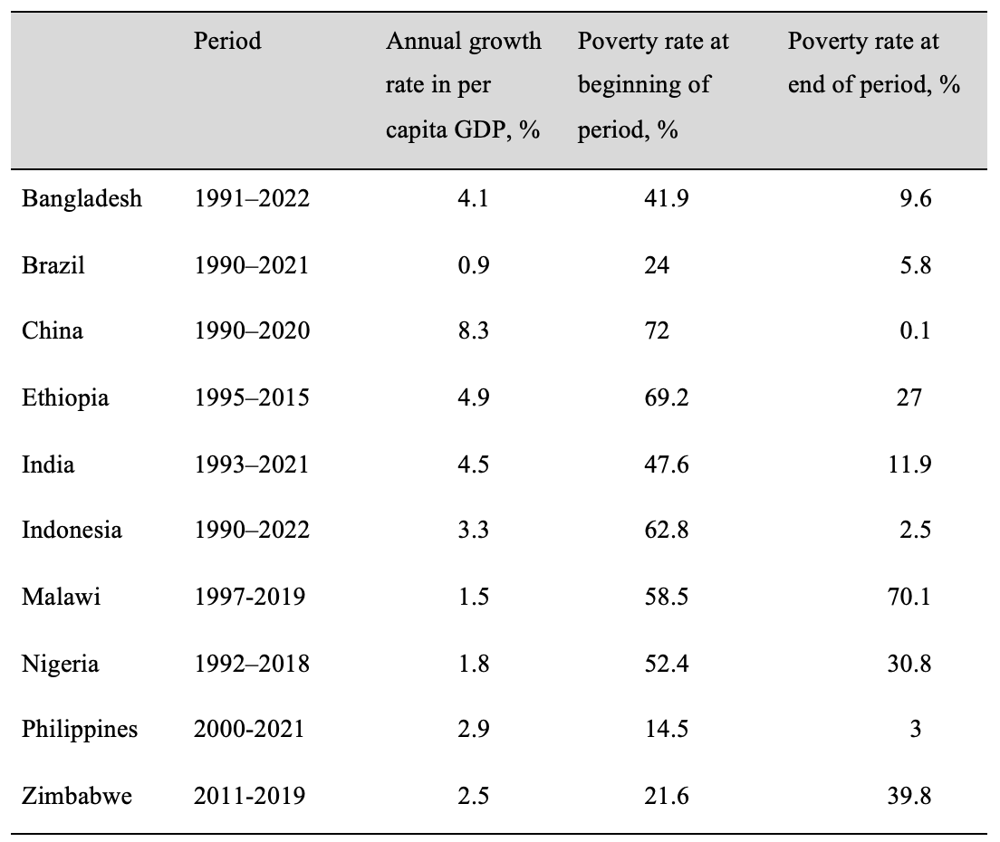 Period Annual growth rate in per capita GDP, % Poverty rate at beginning of period, % Poverty rate at end of period, %
Bangladesh 1991–2022 4.1 41.9 9.6
Brazil 1990–2021 0.9 24 5.8
China 1990–2020 8.3 72 0.1
Ethiopia 1995–2015 4.9 69.2 27
India 1993–2021 4.5 47.6 11.9
Indonesia 1990–2022 3.3 62.8 2.5
Malawi 1997-2019 1.5 58.5 70.1
Nigeria 1992–2018 1.8 52.4 30.8
Philippines 2000-2021 2.9 14.5 3
Zimbabwe 2011-2019 2.5 21.6 39.8